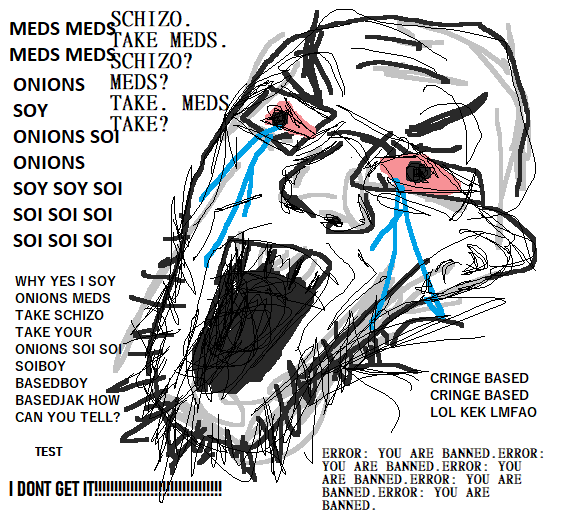 MEDS MEDS
MEDS MEDS
ONIONS
SOY
ONIONS SOI
ONIONS
SOY SOY SOI
SOI SOI SOI
SOI SOI SOI
SCHIZO.
TAKE MEDS.
SCHIZO?
MEDS?
TAKE. MEDS
TAKE?
WHY YES I SOY
ONIONS MEDS
TAKE SCHIZO
TAKE YOUR
ONIONS SOI SOI
SOIBOY
BASEDBOY
BASEDJAK HOW
CAN YOU TELL?
TEST
I DONT GET IT!!!!!!!!!!!!!!!!!!!!!!!!!!!!!!!!
CRINGE BASED
CRINGE BASED
LOL KEK LMFAO
ERROR: YOU ARE BANNED.ERROR:
YOU ARE BANNED.ERROR: YOU
ARE BANNED.ERROR: YOU ARE
BANNED.ERROR: YOU ARE
BANNED.